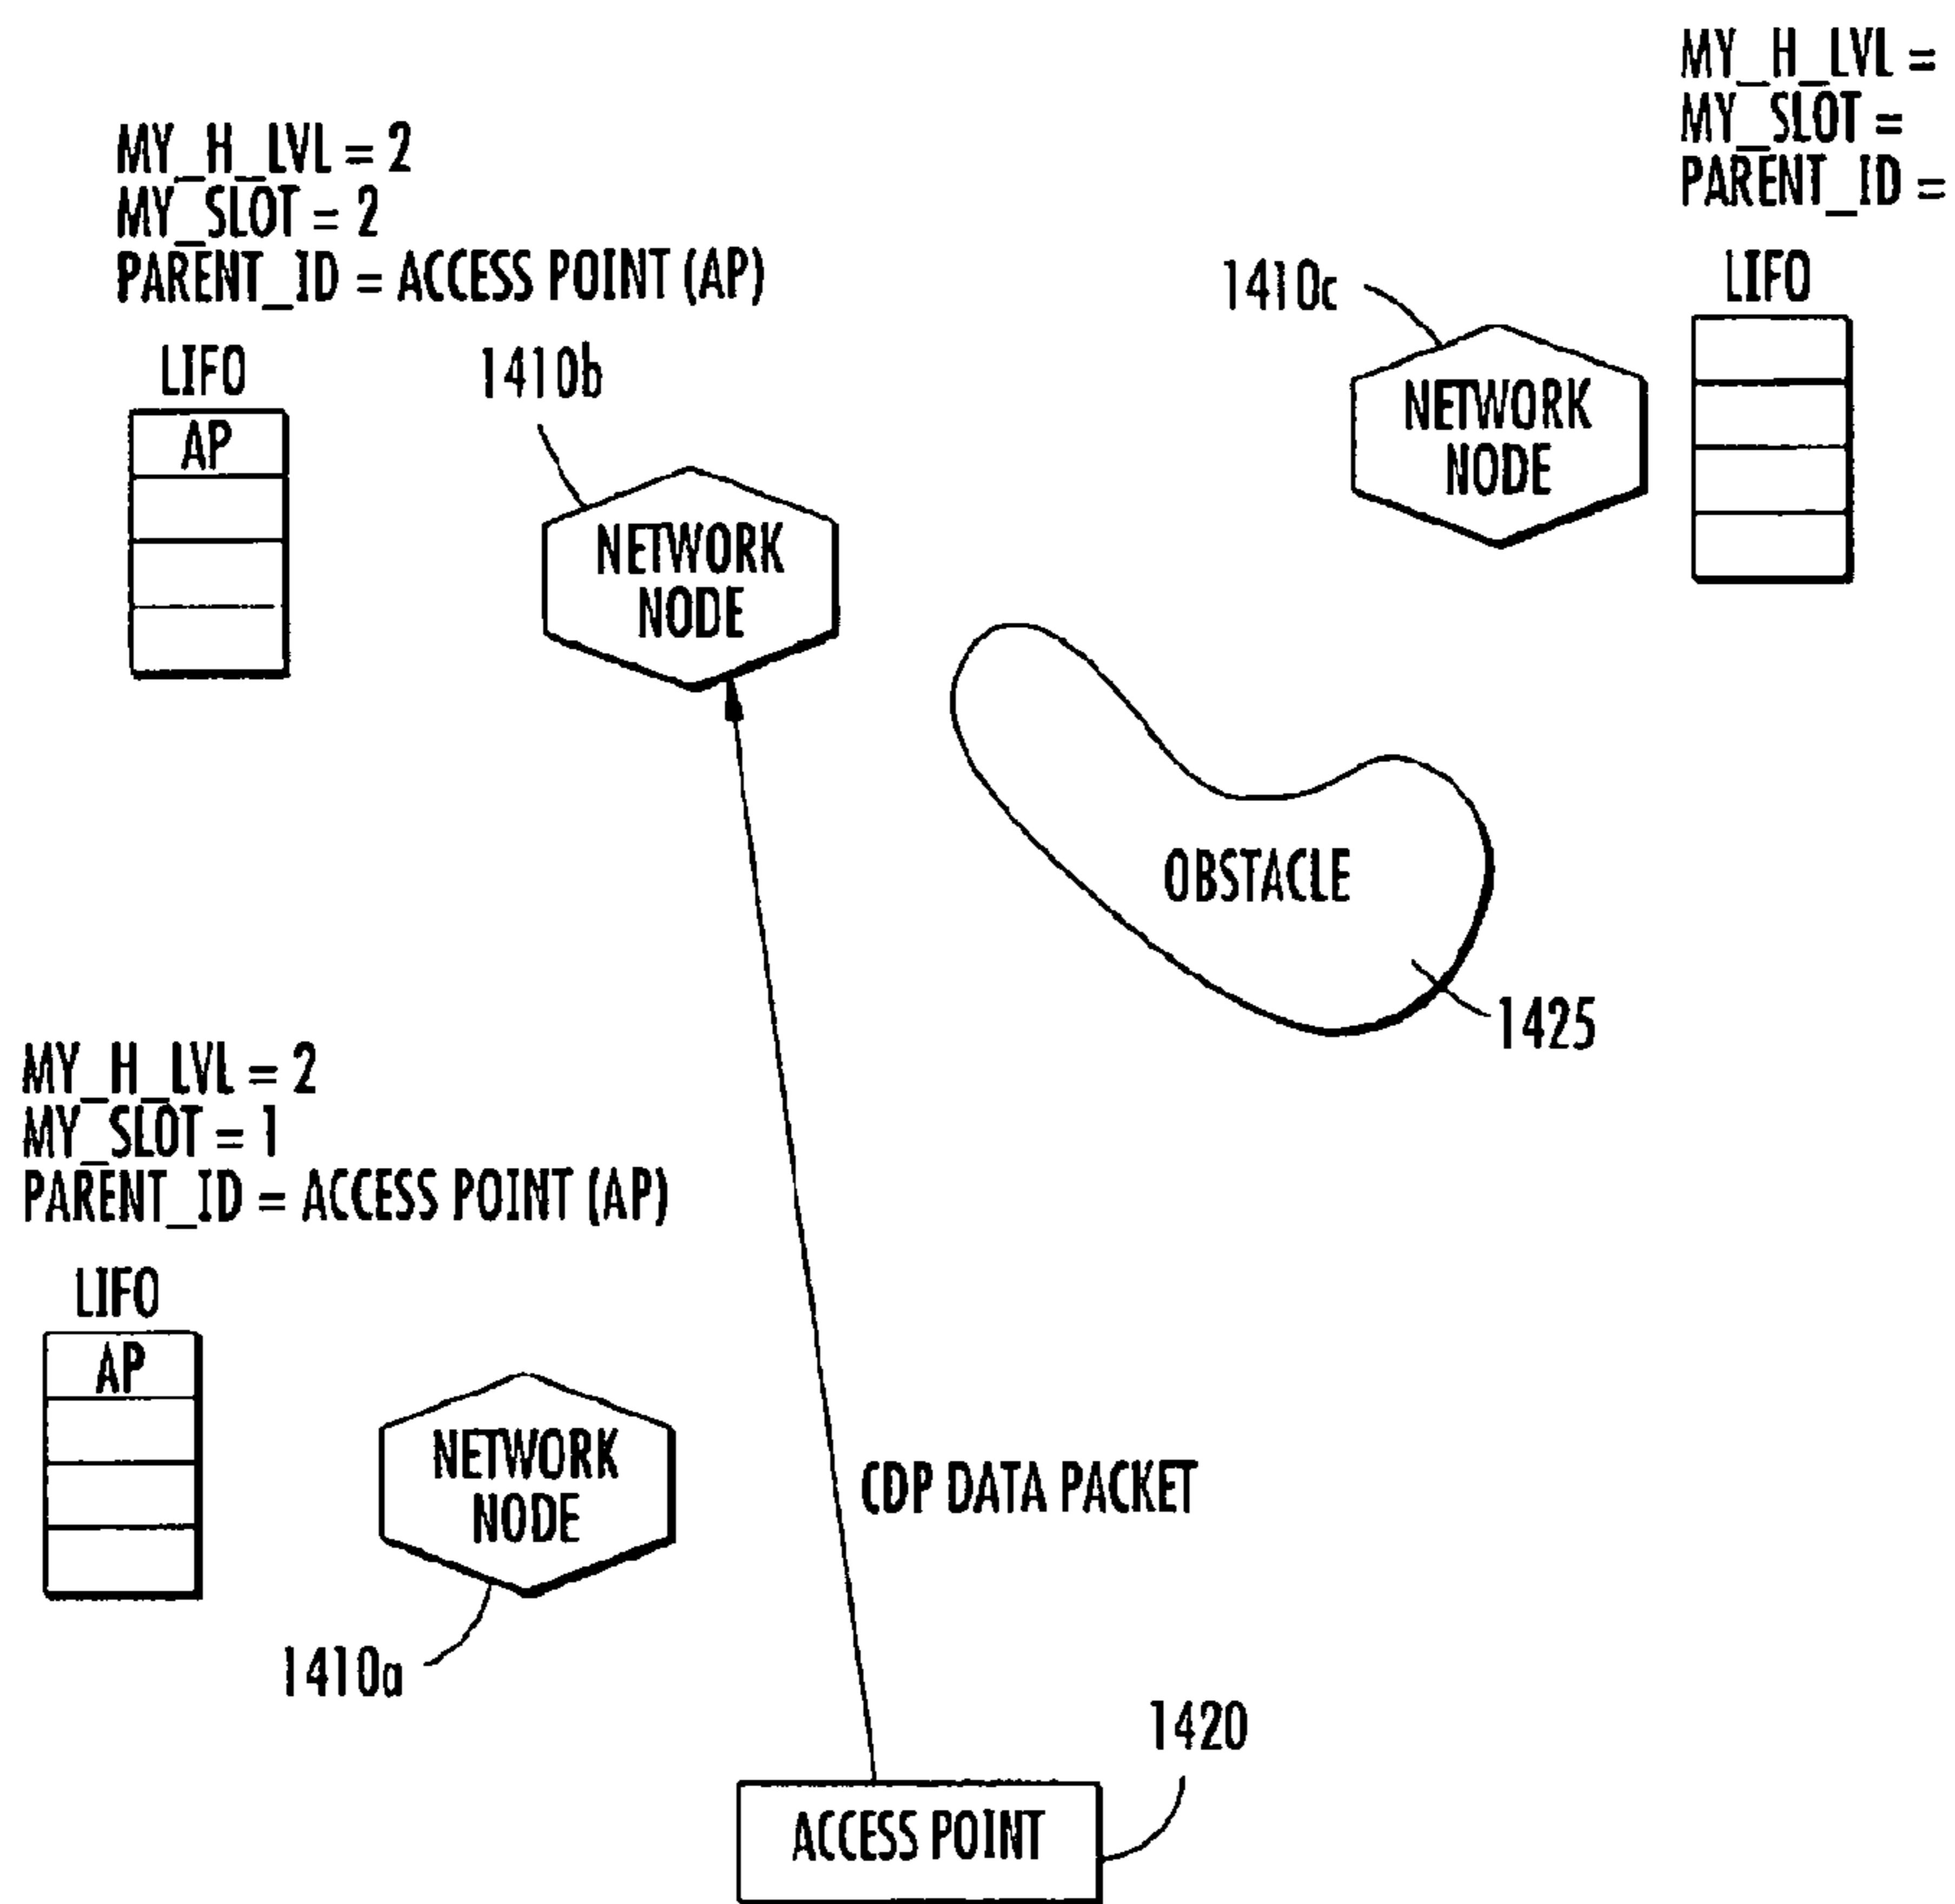 MY_H_LVL =
MY_SLOT =
PARENT_ID =
LIFO
1410c
NETWORK
NODE
MY_H_LVL = 2
MY_SLOT = 2
PARENT_ID = ACCESS POINT (AP)
LIFO
AP
1410b
NETWORK
NODE
OBSTACLE
1425
MY_H_LVL = 2
MY_SLOT = 1
PARENT_ID = ACCESS POINT (AP)
LIFO
AP
NETWORK
NODE
1410a
CDP DATA PACKET
1420
ACCESS POINT